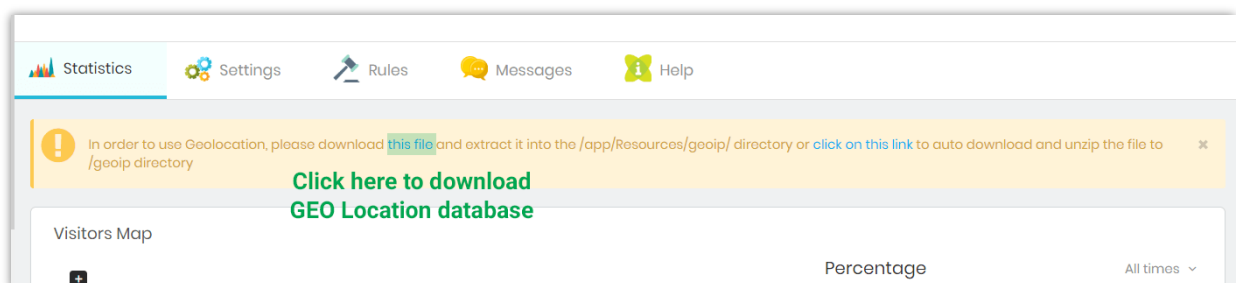 Statistics
Settings
Rules
Messages
Help
In order to use Geolocation, please download this file and extract it into the /app/Resources/geoip/ directory or click on this link to auto download and unzip the file to
/geoip directory
Click here to download
GEO Location database
Visitors Map
Percentage
All times